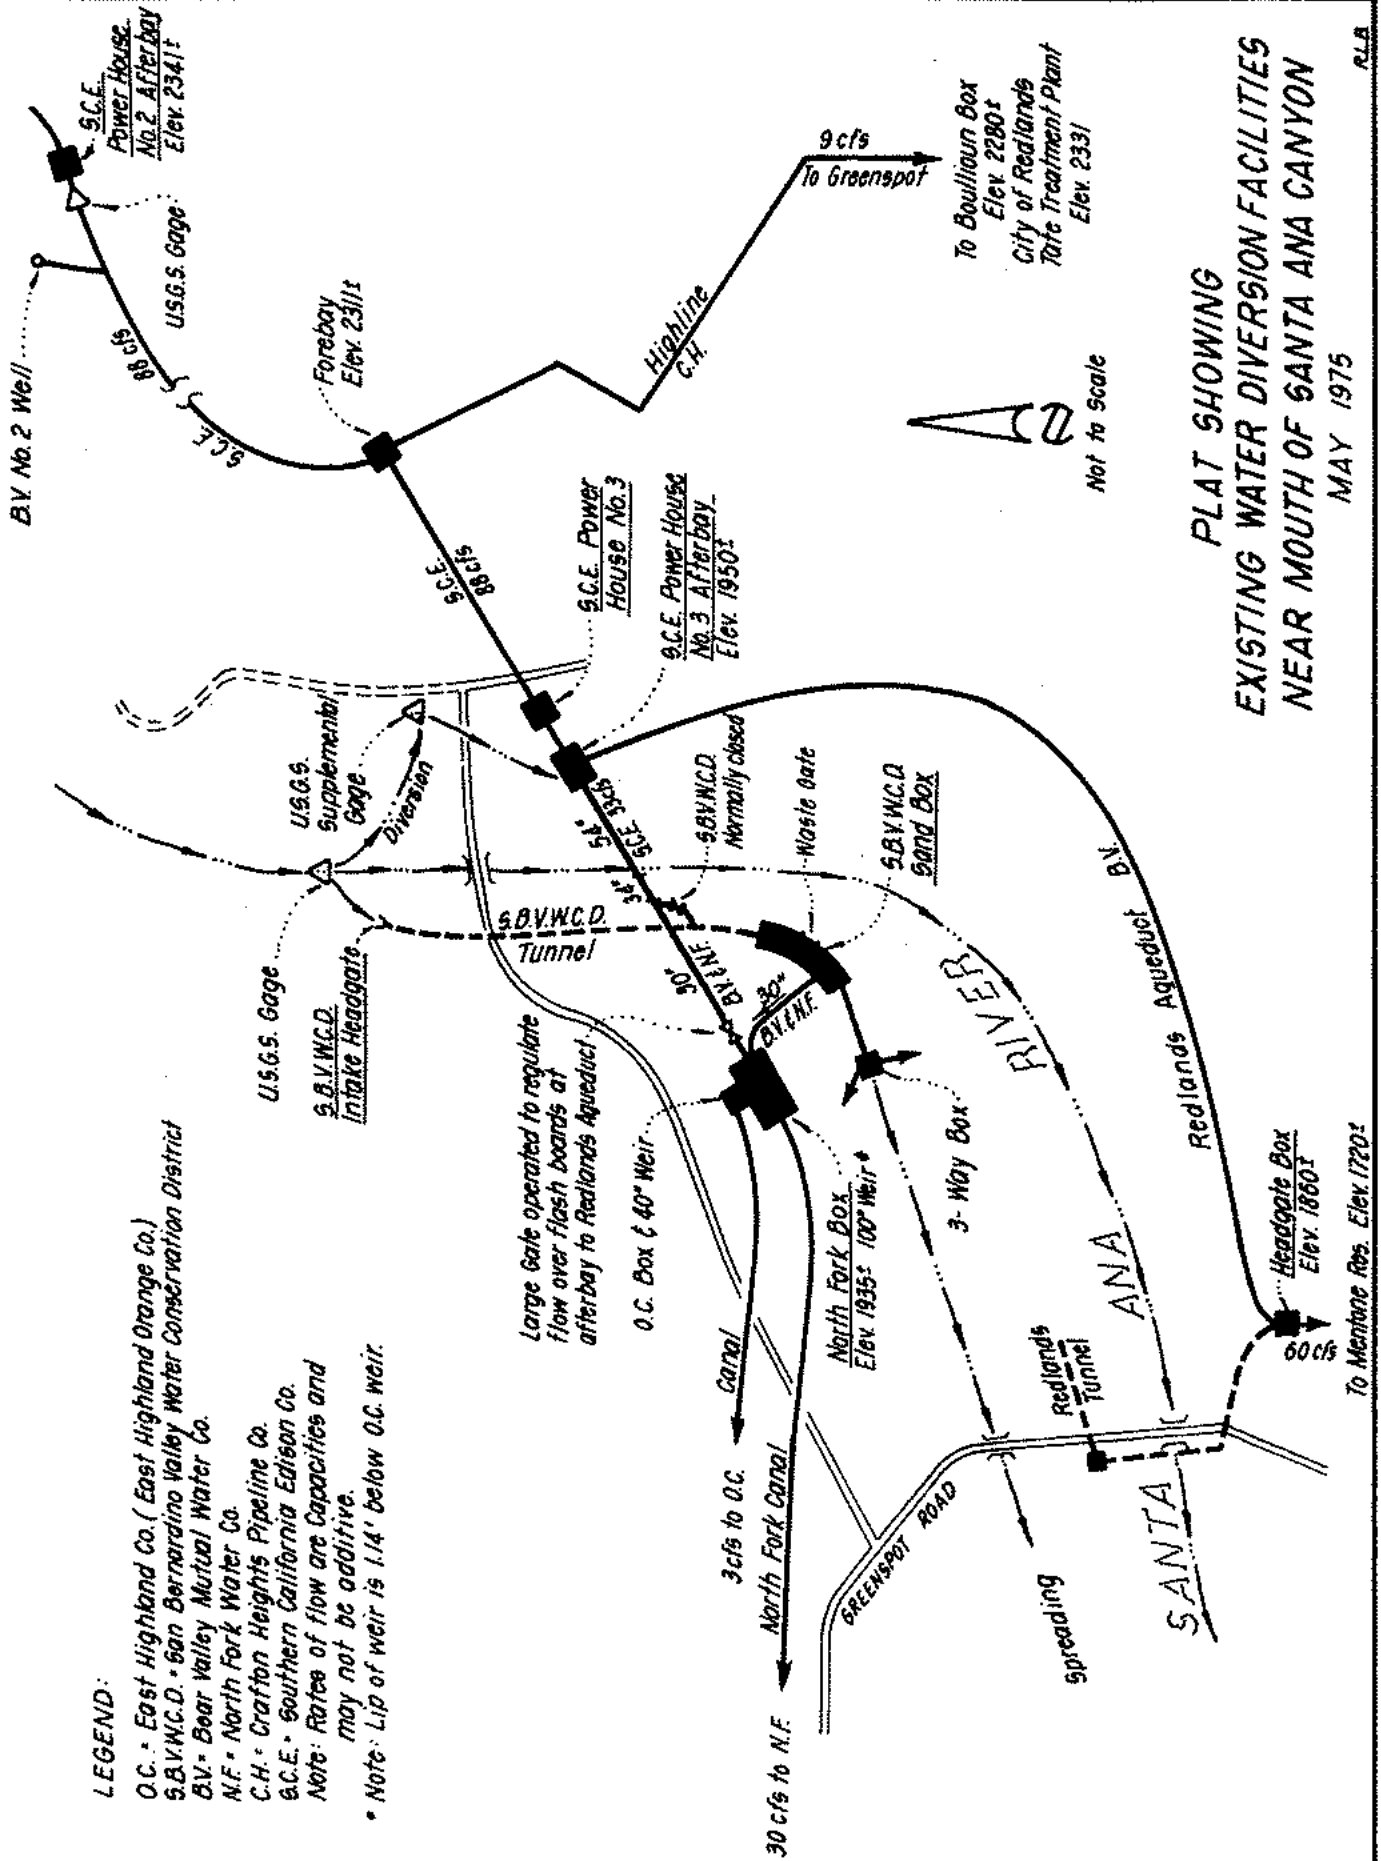 LEGEND:
O.C. = East Highland Co. ( East Highland Orange Co.)
S.B.V.W.C.D. = San Bernardino Valley Water Conservation District
B.V. = Bear Valley Mutual Water Co.
N.F. = North Fork Water Co.
C.H. = Crafton Heights Pipeline Co.
S.C.E. = Southern California Edison Co.
Note: Rates of flow are Capacities and
may not be additive.
* Note: Lip of weir is 1.14' below O.C. weir.
B.V. No. 2 Well
S.C.E.
Power House
No. 2 Afterbay
Elev. 2341±
U.S.G.S. Gage
88 cfs
S.C.E.
Forebay
Elev. 2311±
Highline
C.H.
9 cfs
To Greenspot
To Boullioun Box
Elev. 2280±
City of Redlands
Tate Treatment Plant
Elev. 2331
S.C.E.
88 cfs
S.C.E. Power
House No. 3
S.C.E. Power House
No. 3 Afterbay
Elev. 1950±
U.S.G.S.
Supplemental
Gage
Diversion
U.S.G.S. Gage
S.B.V.W.C.D.
Intake Headgate
S.B.V.W.C.D.
Tunnel
54"
S.C.E. 33cfs
34"
S.B.V.W.C.D.
Normally closed
30"
B.V. & N.F.
Waste Gate
S.B.V.W.C.D.
Sand Box
30"
B.V. & N.F.
Large Gate operated to regulate
flow over flash boards at
afterbay to Redlands Aqueduct
O.C. Box & 40" Weir
North Fork Box
Elev. 1935± 100" Weir*
3-Way Box
Canal
3 cfs to O.C.
North Fork Canal
30 cfs to N.F.
GREENSPOT ROAD
Spreading
SANTA ANA RIVER
Redlands
Tunnel
Redlands Aqueduct B.V.
Headgate Box
Elev. 1860±
60 cfs
To Mentone Res. Elev. 1720±
Not to Scale
PLAT SHOWING
EXISTING WATER DIVERSION FACILITIES
NEAR MOUTH OF SANTA ANA CANYON
MAY 1975
R.L.B.